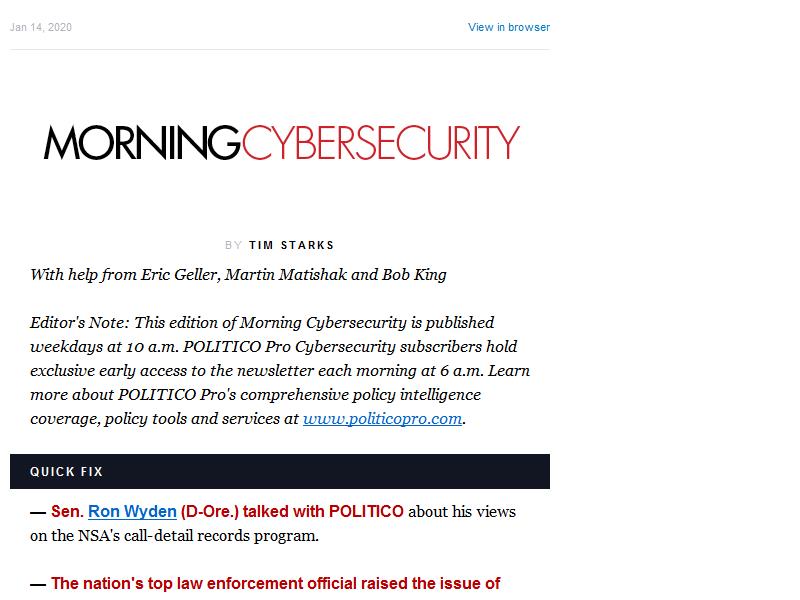 Jan 14, 2020 View in browser
MORNINGCYBERSECURITY
BY TIM STARKS
With help from Eric Geller, Martin Matishak and Bob King
Editor's Note: This edition of Morning Cybersecurity is published
weekdays at 10 a.m. POLITICO Pro Cybersecurity subscribers hold
exclusive early access to the newsletter each morning at 6 a.m. Learn
more about POLITICO Pro's comprehensive policy intelligence
coverage, policy tools and services at www.politicopro.com.
QUICK FIX
— Sen. Ron Wyden (D-Ore.) talked with POLITICO about his views
on the NSA's call-detail records program.
— The nation's top law enforcement official raised the issue of